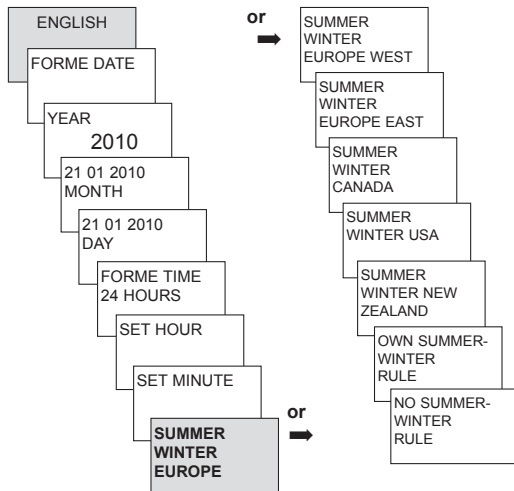 ENGLISH
FORME DATE
YEAR
2010
21 01 2010
MONTH
21 01 2010
DAY
FORME TIME
24 HOURS
SET HOUR
SET MINUTE
SUMMER
WINTER
EUROPE
or
or
SUMMER
WINTER
EUROPE WEST
SUMMER
WINTER
EUROPE EAST
SUMMER
WINTER
CANADA
SUMMER
WINTER USA
SUMMER
WINTER NEW
ZEALAND
OWN SUMMER-
WINTER
RULE
NO SUMMER-
WINTER
RULE